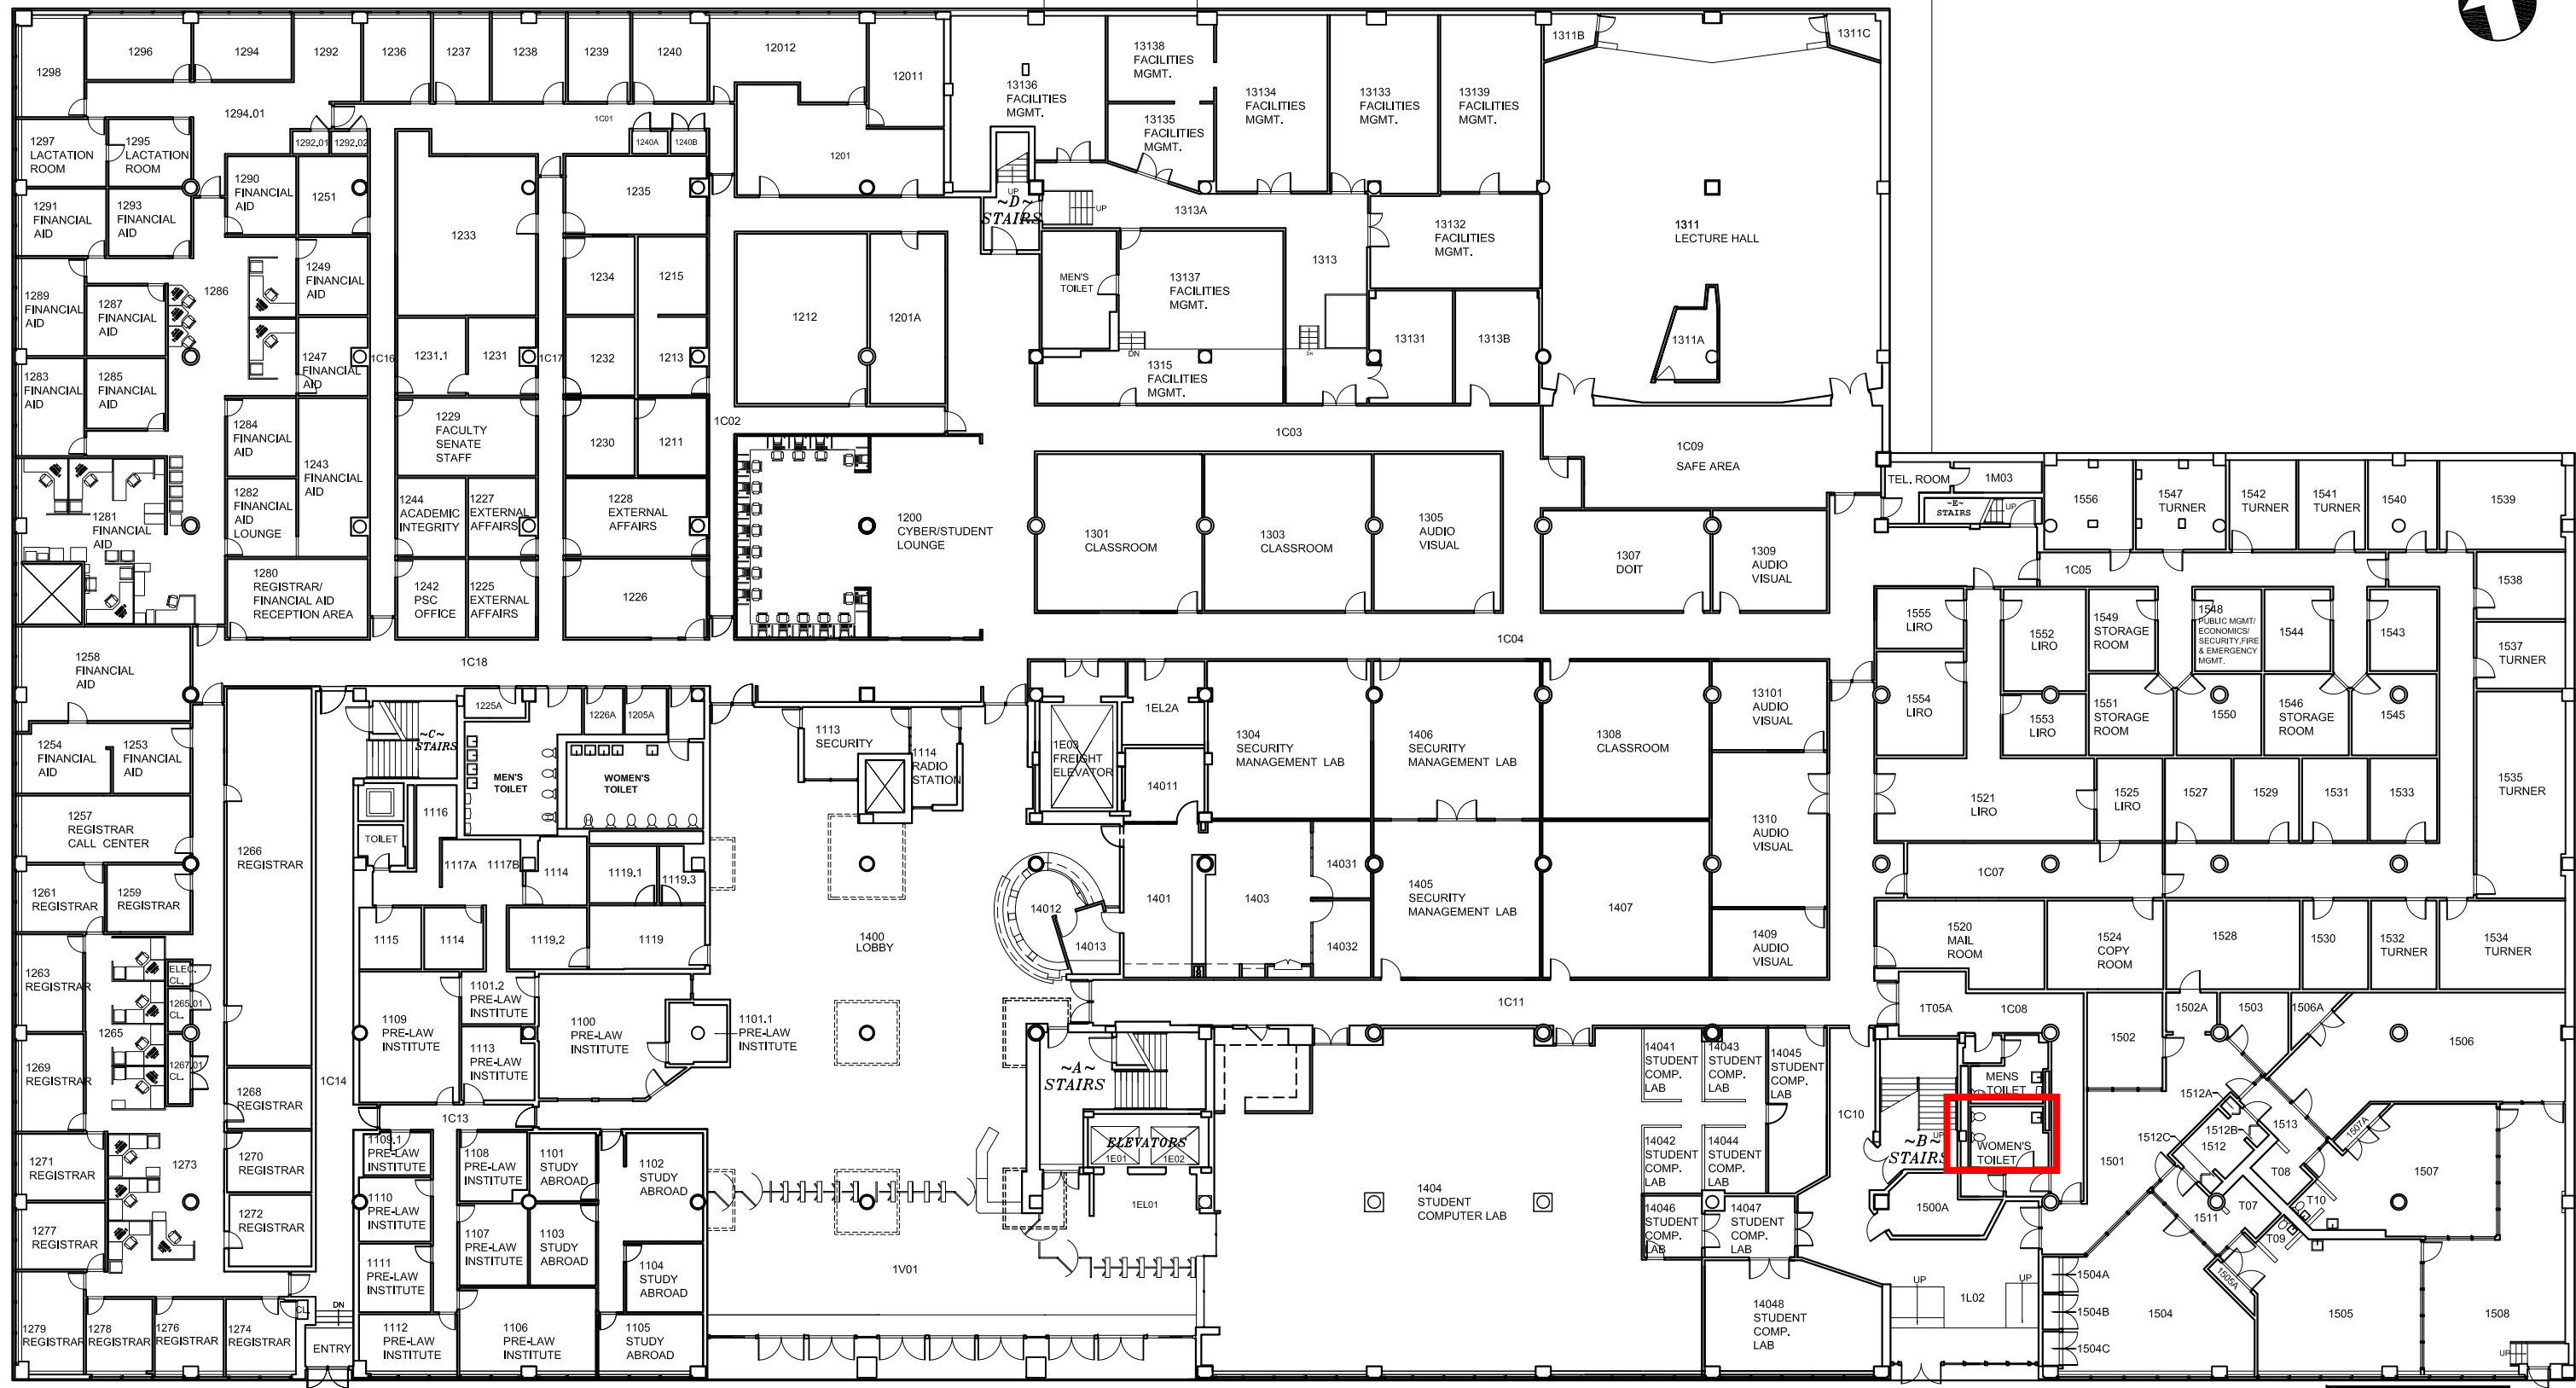 1298
1296
1294
1292
1236
1237
1238
1239
1240
12012
12011
13136
FACILITIES
MGMT.
13138
FACILITIES
MGMT.
13135
FACILITIES
MGMT.
13134
FACILITIES
MGMT.
13133
FACILITIES
MGMT.
13139
FACILITIES
MGMT.
1311B
1311C
1294.01
1C01
1297
LACTATION
ROOM
1295
LACTATION
ROOM
1292.01
1292.02
1240A
1240B
1201
UP
~D~
STAIRS
UP
1313A
1290
FINANCIAL
AID
1251
1235
1291
FINANCIAL
AID
1293
FINANCIAL
AID
1233
13132
FACILITIES
MGMT.
1311
LECTURE HALL
1286
1249
FINANCIAL
AID
1234
1215
MEN'S
TOILET
13137
FACILITIES
MGMT.
1313
1289
FINANCIAL
AID
1287
FINANCIAL
AID
1212
1201A
1247
FINANCIAL
AID
1C16
1231.1
1231
1C17
1232
1213
DN
DN
13131
1313B
1311A
1283
FINANCIAL
AID
1285
FINANCIAL
AID
1315
FACILITIES
MGMT.
1284
FINANCIAL
AID
1229
FACULTY
SENATE
STAFF
1230
1211
1C02
1C03
1C09
SAFE AREA
1243
FINANCIAL
AID
1282
FINANCIAL
AID
LOUNGE
1244
ACADEMIC
INTEGRITY
1227
EXTERNAL
AFFAIRS
1228
EXTERNAL
AFFAIRS
1281
FINANCIAL
AID
1200
CYBER/STUDENT
LOUNGE
1301
CLASSROOM
1303
CLASSROOM
1305
AUDIO
VISUAL
1307
DOIT
1309
AUDIO
VISUAL
TEL. ROOM
1M03
~E~
STAIRS
UP
1556
1547
TURNER
1542
TURNER
1541
TURNER
1540
1539
1280
REGISTRAR/
FINANCIAL AID
RECEPTION AREA
1242
PSC
OFFICE
1225
EXTERNAL
AFFAIRS
1226
1C05
1538
1555
LIRO
1552
LIRO
1549
STORAGE
ROOM
1548
PUBLIC MGMT/
ECONOMICS/
SECURITY,FIRE
& EMERGENCY
MGMT.
1544
1543
1537
TURNER
1C04
1258
FINANCIAL
AID
1C18
1554
LIRO
1553
LIRO
1551
STORAGE
ROOM
1550
1546
STORAGE
ROOM
1545
1225A
1226A
1205A
~C~
STAIRS
1113
SECURITY
1114
RADIO
STATION
1E03
FREIGHT
ELEVATOR
1EL2A
1304
SECURITY
MANAGEMENT LAB
1406
SECURITY
MANAGEMENT LAB
1308
CLASSROOM
13101
AUDIO
VISUAL
1254
FINANCIAL
AID
1253
FINANCIAL
AID
MEN'S
TOILET
WOMEN'S
TOILET
14011
1310
AUDIO
VISUAL
1521
LIRO
1525
LIRO
1527
1529
1531
1533
1535
TURNER
1257
REGISTRAR
CALL CENTER
1116
TOILET
1266
REGISTRAR
1117A
1117B
1114
1119.1
1119.3
1261
REGISTRAR
1259
REGISTRAR
14012
14013
1401
1403
14031
14032
1405
SECURITY
MANAGEMENT LAB
1407
1C07
1115
1114
1119.2
1119
1400
LOBBY
1409
AUDIO
VISUAL
1520
MAIL
ROOM
1524
COPY
ROOM
1528
1530
1532
TURNER
1534
TURNER
1263
REGISTRAR
ELEC.
CL.
1265.01
CL.
1265
1267.01
CL.
1109
PRE-LAW
INSTITUTE
1101.2
PRE-LAW
INSTITUTE
1100
PRE-LAW
INSTITUTE
1101.1
PRE-LAW
INSTITUTE
1113
PRE-LAW
INSTITUTE
1C11
1T05A
1C08
1502
1502A
1503
1506A
1506
1269
REGISTRAR
1268
REGISTRAR
1C14
~A~
STAIRS
14041
STUDENT
COMP.
LAB
14043
STUDENT
COMP.
LAB
14045
STUDENT
COMP.
LAB
1C10
MENS
TOILET
1512A
1512B
1512C
1512
1513
1507A
1C13
1271
REGISTRAR
1273
1270
REGISTRAR
1109.1
PRE-LAW
INSTITUTE
1108
PRE-LAW
INSTITUTE
1101
STUDY
ABROAD
1102
STUDY
ABROAD
ELEVATORS
1E01
1E02
14042
STUDENT
COMP.
LAB
14044
STUDENT
COMP.
LAB
UP
~B~
STAIRS
WOMEN'S
TOILET
1501
T08
1507
1277
REGISTRAR
1272
REGISTRAR
1110
PRE-LAW
INSTITUTE
1107
PRE-LAW
INSTITUTE
1103
STUDY
ABROAD
1EL01
1404
STUDENT
COMPUTER LAB
14046
STUDENT
COMP.
LAB
14047
STUDENT
COMP.
LAB
1500A
1511
T07
T10
T09
1111
PRE-LAW
INSTITUTE
1104
STUDY
ABROAD
1V01
UP
UP
1L02
1504A
1504B
1504C
1505A
1279
REGISTRAR
1278
REGISTRAR
1276
REGISTRAR
1274
REGISTRAR
CL.
DN
ENTRY
1112
PRE-LAW
INSTITUTE
1106
PRE-LAW
INSTITUTE
1105
STUDY
ABROAD
14048
STUDENT
COMP.
LAB
1504
1505
1508
UP